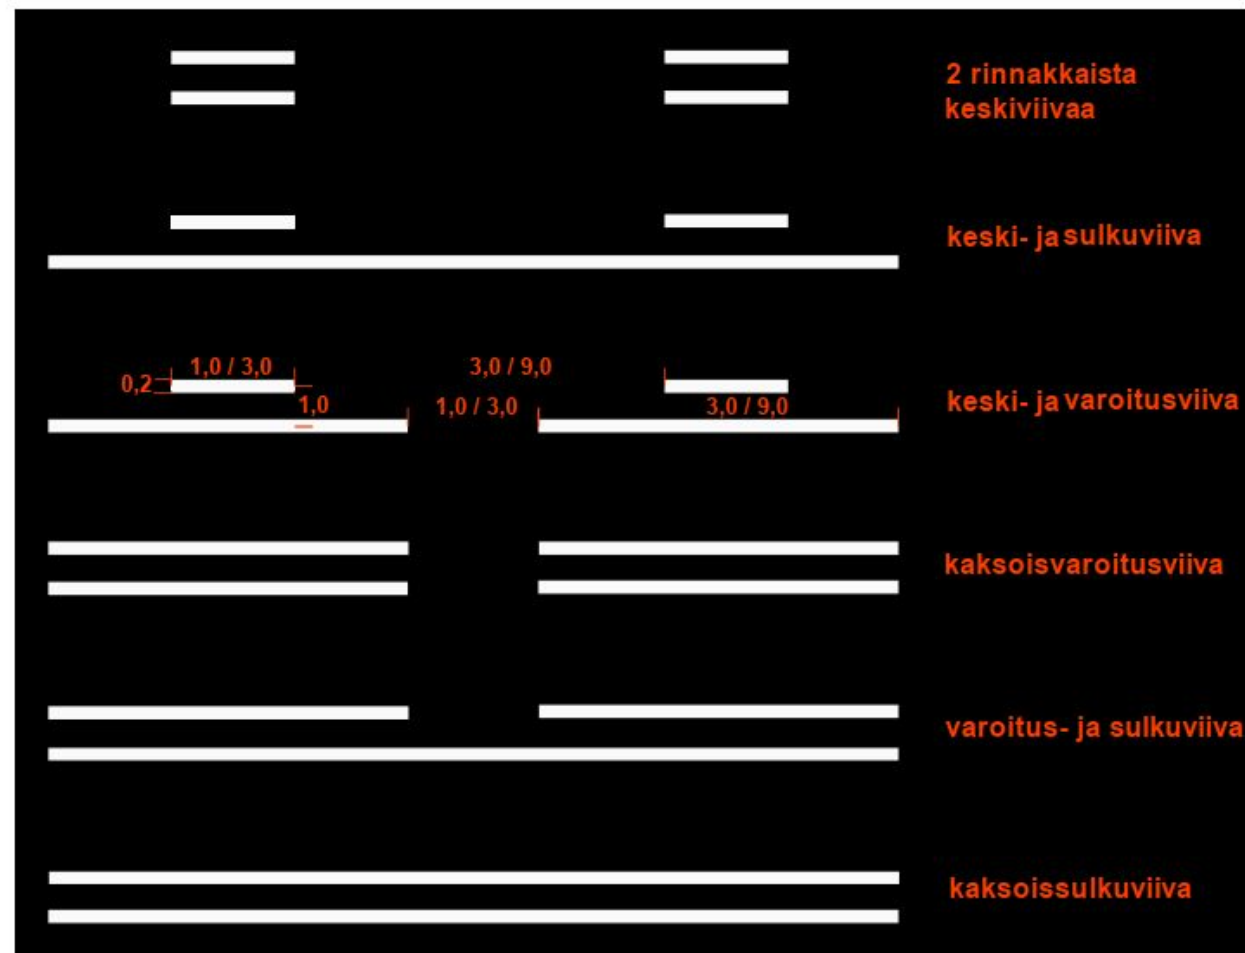 2 rinnakkaista
keskiviivaa
keski- ja sulkuviiva
1,0 / 3,0
3,0 / 9,0
0,2
1,0
1,0 / 3,0
3,0 / 9,0
keski- ja varoitusviiva
kaksoisvaroitusviiva
varoitus- ja sulkuviiva
kaksoissulkuviiva